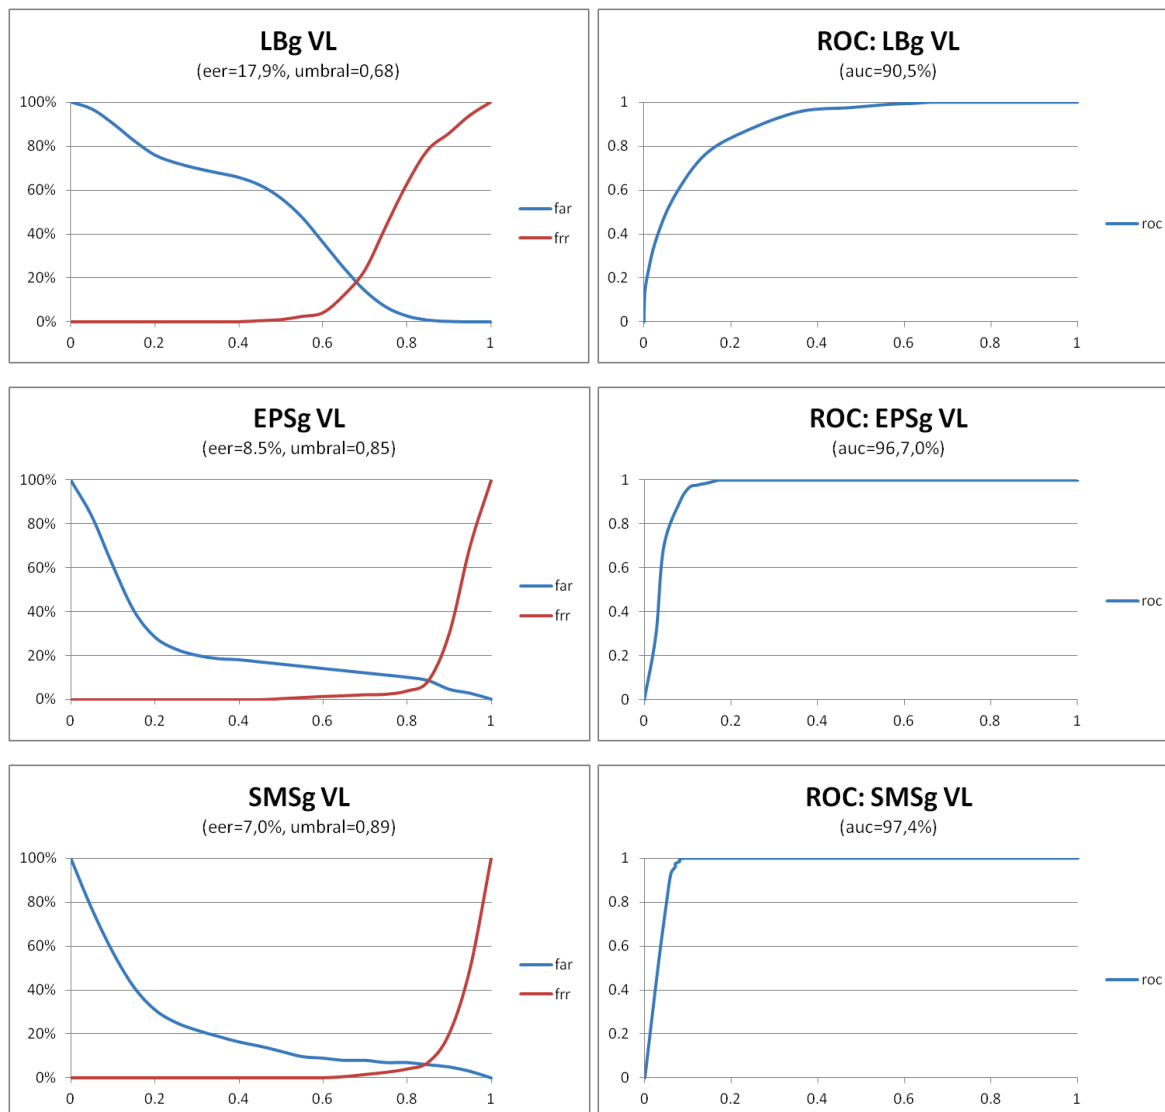 LBg VL
(eer=17,9%, umbral=0,68)
100%
80%
60%
40%
20%
0%
0 0.2 0.4 0.6 0.8 1
far
frr
ROC: LBg VL
(auc=90,5%)
1
0.8
0.6
0.4
0.2
0
0 0.2 0.4 0.6 0.8 1
roc
EPSg VL
(eer=8.5%, umbral=0,85)
100%
80%
60%
40%
20%
0%
0 0.2 0.4 0.6 0.8 1
far
frr
ROC: EPSg VL
(auc=96,7,0%)
1
0.8
0.6
0.4
0.2
0
0 0.2 0.4 0.6 0.8 1
roc
SMSg VL
(eer=7,0%, umbral=0,89)
100%
80%
60%
40%
20%
0%
0 0.2 0.4 0.6 0.8 1
far
frr
ROC: SMSg VL
(auc=97,4%)
1
0.8
0.6
0.4
0.2
0
0 0.2 0.4 0.6 0.8 1
roc